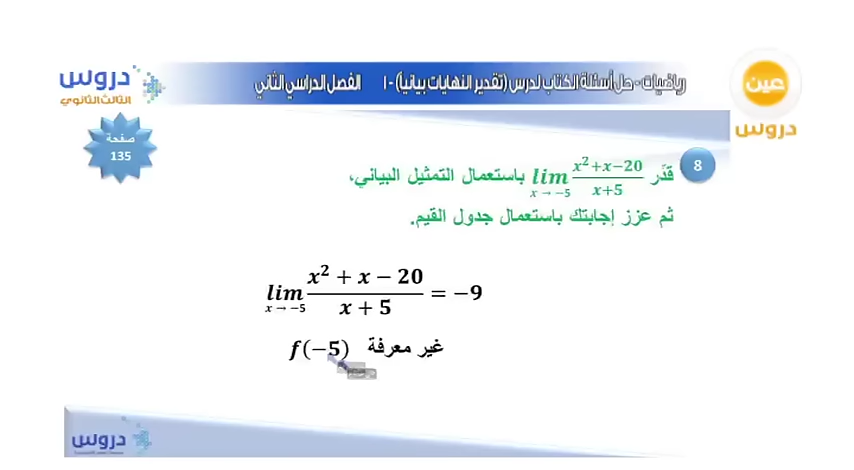 رياضيات - حل أسئلة الكتاب لدرس (تقدير النهايات بيانياً) - ١ الفصل الدراسي الثاني
دروس
الثالث الثانوي
عين
دروس
صفحة
135
8
قدّر lim x → −5 (x² + x − 20)/(x + 5) باستعمال التمثيل البياني،
ثم عزز إجابتك باستعمال جدول القيم.
lim x → −5 (x² + x − 20)/(x + 5) = −9
f(−5) غير معرفة
دروس